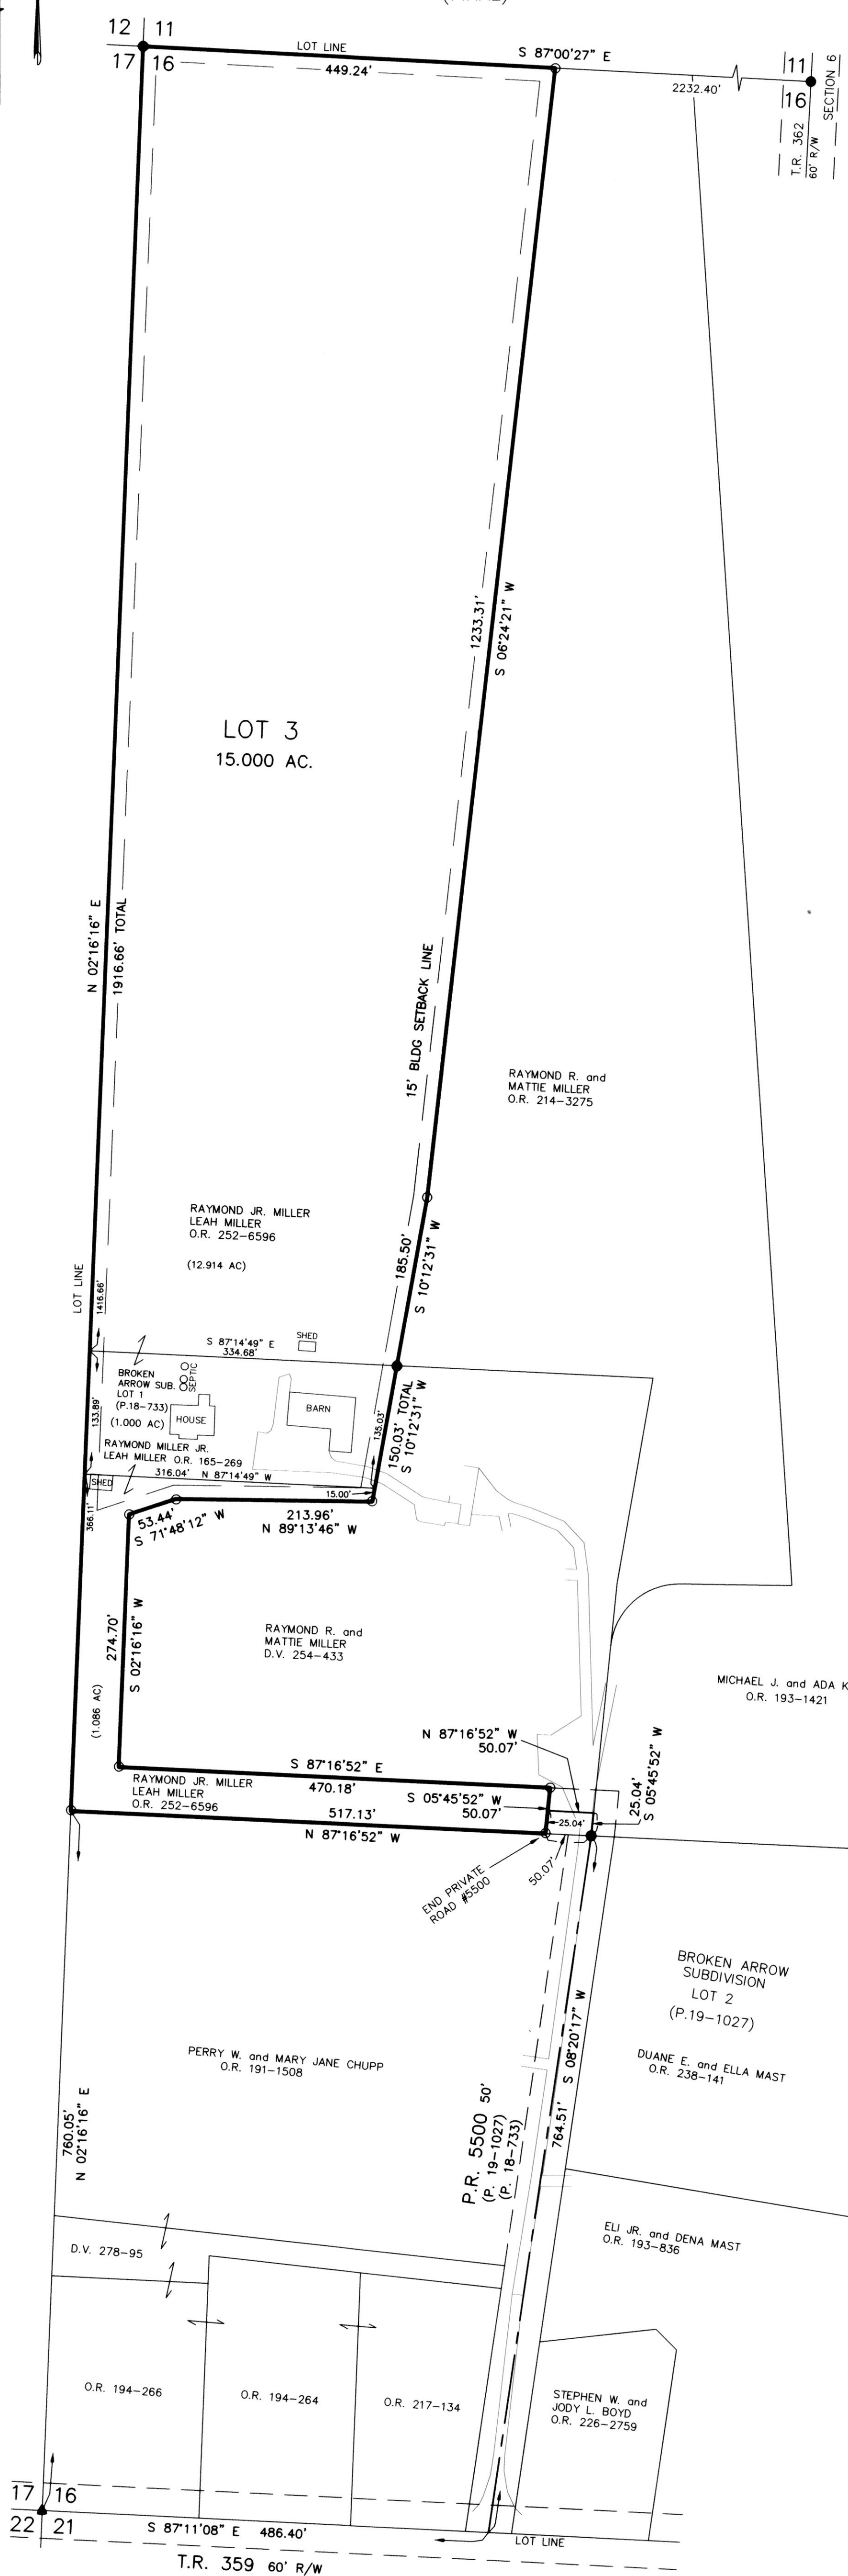 12 11
17 16
LOT LINE
449.24'
S 87°00'27" E
2232.40'
11
16
SECTION 6
T.R. 362
60' R/W
1233.31'
S 06°24'21" W
LOT 3
15.000 AC.
N 02°16'16" E
1916.66' TOTAL
15' BLDG SETBACK LINE
RAYMOND R. and
MATTIE MILLER
O.R. 214-3275
RAYMOND JR. MILLER
LEAH MILLER
O.R. 252-6596
(12.914 AC)
185.50'
S 10°12'31" W
LOT LINE
1416.66'
S 87°14'49" E
334.68'
SHED
BROKEN
ARROW SUB.
LOT 1
(P.18-733)
(1.000 AC)
SEPTIC
HOUSE
BARN
133.89'
135.03'
150.03' TOTAL
S 10°12'31" W
RAYMOND MILLER JR.
LEAH MILLER O.R. 165-269
316.04' N 87°14'49" W
SHED
15.00'
366.11'
53.44'
S 71°48'12" W
213.96'
N 89°13'46" W
274.70'
S 02°16'16" W
RAYMOND R. and
MATTIE MILLER
D.V. 254-433
MICHAEL J. and ADA K
O.R. 193-1421
(1.086 AC)
N 87°16'52" W
50.07'
S 87°16'52" E
470.18'
RAYMOND JR. MILLER
LEAH MILLER
O.R. 252-6596
S 05°45'52" W
50.07'
25.04'
25.04'
S 05°45'52" W
517.13'
N 87°16'52" W
50.07'
END PRIVATE
ROAD #5500
BROKEN ARROW
SUBDIVISION
LOT 2
(P.19-1027)
DUANE E. and ELLA MAST
O.R. 238-141
PERRY W. and MARY JANE CHUPP
O.R. 191-1508
760.05'
N 02°16'16" E
P.R. 5500 50'
(P. 19-1027)
(P. 18-733)
764.51' S 08°20'17" W
ELI JR. and DENA MAST
O.R. 193-836
D.V. 278-95
O.R. 194-266
O.R. 194-264
O.R. 217-134
STEPHEN W. and
JODY L. BOYD
O.R. 226-2759
17 16
22 21
S 87°11'08" E 486.40'
LOT LINE
T.R. 359 60' R/W